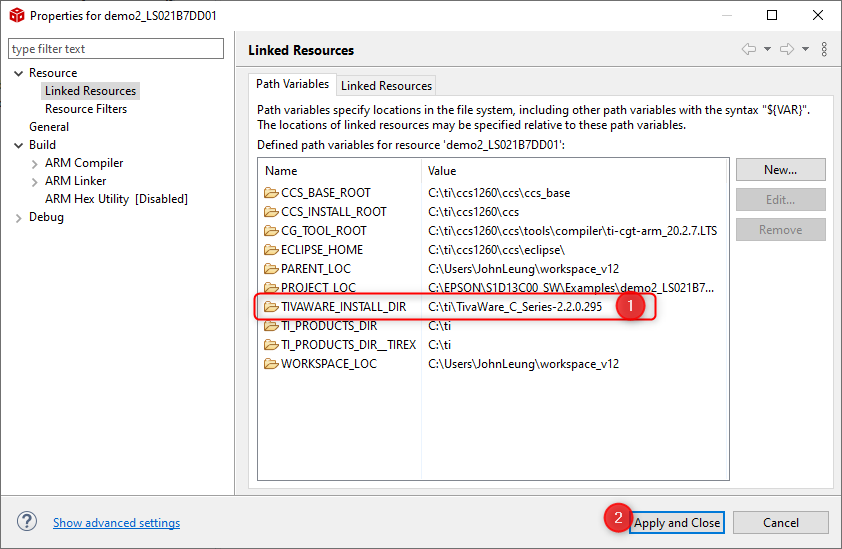 Properties for demo2_LS021B7DD01
type filter text
Resource
Linked Resources
Resource Filters
General
Build
ARM Compiler
ARM Linker
ARM Hex Utility [Disabled]
Debug
Linked Resources
Path Variables Linked Resources
Path variables specify locations in the file system, including other path variables with the syntax "${VAR}".
The locations of linked resources may be specified relative to these path variables.
Defined path variables for resource 'demo2_LS021B7DD01':
Name Value
CCS_BASE_ROOT C:\ti\ccs1260\ccs\ccs_base
CCS_INSTALL_ROOT C:\ti\ccs1260\ccs
CG_TOOL_ROOT C:\ti\ccs1260\ccs\tools\compiler\ti-cgt-arm_20.2.7.LTS
ECLIPSE_HOME C:\ti\ccs1260\ccs\eclipse\
PARENT_LOC C:\Users\JohnLeung\workspace_v12
PROJECT_LOC C:\EPSON\S1D13C00_SW\Examples\demo2_LS021B7...
TIVAWARE_INSTALL_DIR C:\ti\TivaWare_C_Series-2.2.0.295 1
TI_PRODUCTS_DIR C:\ti
TI_PRODUCTS_DIR__TIREX C:\ti
WORKSPACE_LOC C:\Users\JohnLeung\workspace_v12
New...
Edit...
Remove
? Show advanced settings
2 Apply and Close Cancel